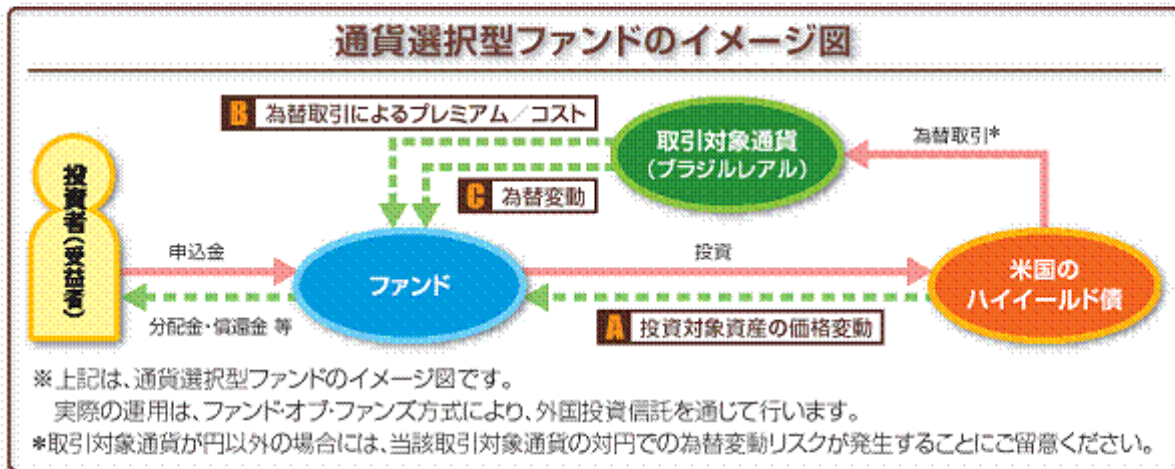 通貨選択型ファンドのイメージ図
B 為替取引によるプレミアム/コスト
取引対象通貨
(ブラジルレアル)
為替取引*
C 為替変動
投資者(受益者)
申込金
ファンド
投資
米国の
ハイイールド債
分配金・償還金 等
A 投資対象資産の価格変動
※上記は、通貨選択型ファンドのイメージ図です。
実際の運用は、ファンド・オブ・ファンズ方式により、外国投資信託を通じて行います。
*取引対象通貨が円以外の場合には、当該取引対象通貨の対円での為替変動リスクが発生することにご留意ください。